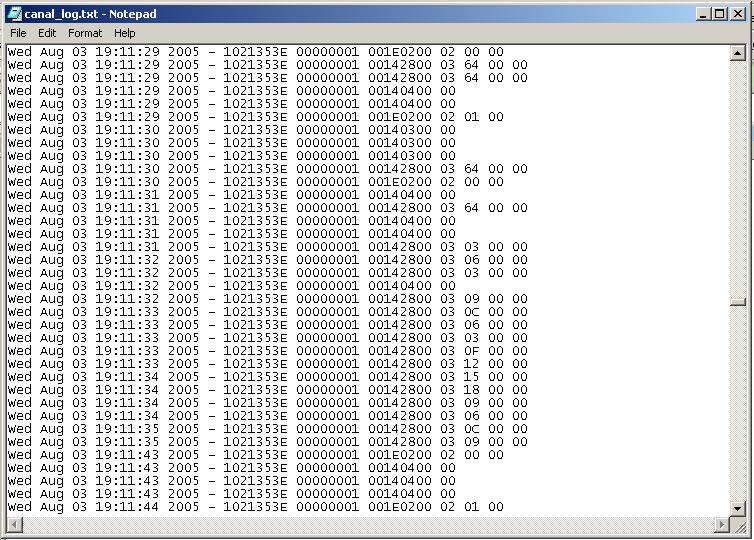 canal_log.txt - Notepad
File Edit Format Help
Wed Aug 03 19:11:29 2005 - 1021353E 00000001 001E0200 02 00 00
Wed Aug 03 19:11:29 2005 - 1021353E 00000001 00142800 03 64 00 00
Wed Aug 03 19:11:29 2005 - 1021353E 00000001 00142800 03 64 00 00
Wed Aug 03 19:11:29 2005 - 1021353E 00000001 00140400 00
Wed Aug 03 19:11:29 2005 - 1021353E 00000001 00140400 00
Wed Aug 03 19:11:29 2005 - 1021353E 00000001 001E0200 02 01 00
Wed Aug 03 19:11:30 2005 - 1021353E 00000001 00140300 00
Wed Aug 03 19:11:30 2005 - 1021353E 00000001 00140300 00
Wed Aug 03 19:11:30 2005 - 1021353E 00000001 00140300 00
Wed Aug 03 19:11:30 2005 - 1021353E 00000001 00142800 03 64 00 00
Wed Aug 03 19:11:30 2005 - 1021353E 00000001 001E0200 02 00 00
Wed Aug 03 19:11:31 2005 - 1021353E 00000001 00140400 00
Wed Aug 03 19:11:31 2005 - 1021353E 00000001 00142800 03 64 00 00
Wed Aug 03 19:11:31 2005 - 1021353E 00000001 00140400 00
Wed Aug 03 19:11:31 2005 - 1021353E 00000001 00140400 00
Wed Aug 03 19:11:31 2005 - 1021353E 00000001 00142800 03 03 00 00
Wed Aug 03 19:11:32 2005 - 1021353E 00000001 00142800 03 06 00 00
Wed Aug 03 19:11:32 2005 - 1021353E 00000001 00142800 03 03 00 00
Wed Aug 03 19:11:32 2005 - 1021353E 00000001 00140400 00
Wed Aug 03 19:11:32 2005 - 1021353E 00000001 00142800 03 09 00 00
Wed Aug 03 19:11:33 2005 - 1021353E 00000001 00142800 03 0C 00 00
Wed Aug 03 19:11:33 2005 - 1021353E 00000001 00142800 03 06 00 00
Wed Aug 03 19:11:33 2005 - 1021353E 00000001 00142800 03 03 00 00
Wed Aug 03 19:11:33 2005 - 1021353E 00000001 00142800 03 0F 00 00
Wed Aug 03 19:11:33 2005 - 1021353E 00000001 00142800 03 12 00 00
Wed Aug 03 19:11:34 2005 - 1021353E 00000001 00142800 03 15 00 00
Wed Aug 03 19:11:34 2005 - 1021353E 00000001 00142800 03 18 00 00
Wed Aug 03 19:11:34 2005 - 1021353E 00000001 00142800 03 09 00 00
Wed Aug 03 19:11:34 2005 - 1021353E 00000001 00142800 03 06 00 00
Wed Aug 03 19:11:35 2005 - 1021353E 00000001 00142800 03 0C 00 00
Wed Aug 03 19:11:35 2005 - 1021353E 00000001 00142800 03 09 00 00
Wed Aug 03 19:11:43 2005 - 1021353E 00000001 001E0200 02 00 00
Wed Aug 03 19:11:43 2005 - 1021353E 00000001 00140400 00
Wed Aug 03 19:11:43 2005 - 1021353E 00000001 00140400 00
Wed Aug 03 19:11:43 2005 - 1021353E 00000001 00140400 00
Wed Aug 03 19:11:44 2005 - 1021353E 00000001 001E0200 02 01 00